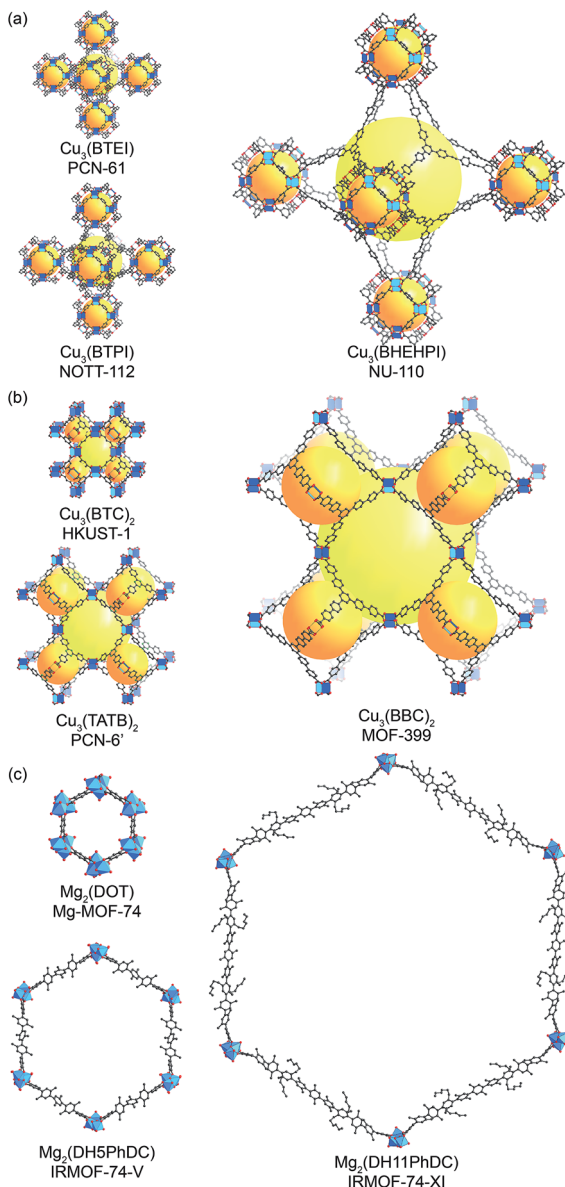 (a)
Cu3(BTEI)
PCN-61
Cu3(BTPI)
NOTT-112
Cu3(BHEHPI)
NU-110
(b)
Cu3(BTC)2
HKUST-1
Cu3(TATB)2
PCN-6'
Cu3(BBC)2
MOF-399
(c)
Mg2(DOT)
Mg-MOF-74
Mg2(DH5PhDC)
IRMOF-74-V
Mg2(DH11PhDC)
IRMOF-74-XI